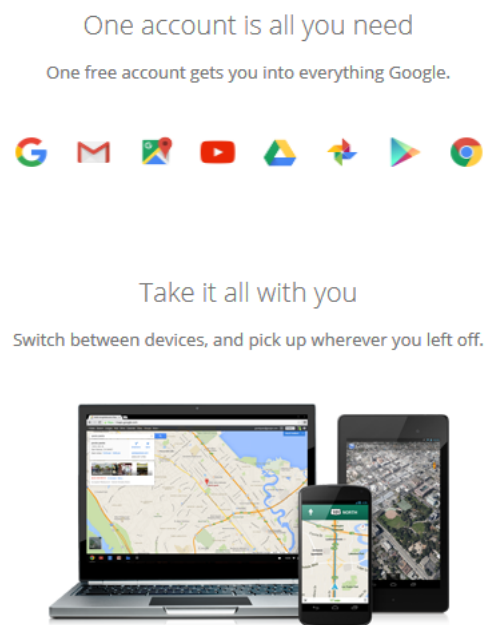 One account is all you need
One free account gets you into everything Google.
Take it all with you
Switch between devices, and pick up wherever you left off.
NORTH